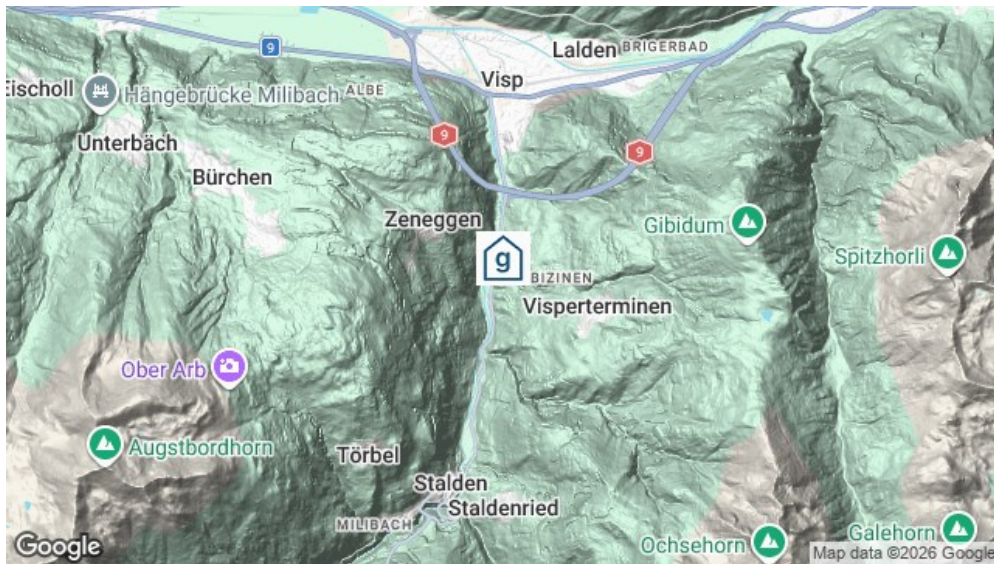 9
Lalden
BRIGERBAD
Visp
Eischoll
Hängebrücke Milibach
ALBE
9
9
Unterbäch
Bürchen
Zeneggen
Gibidum
Spitzhorli
g
BIZINEN
Visperterminen
Ober Arb
Augstbordhorn
Törbel
Stalden
Staldenried
MILIBACH
Ochsehorn
Galehorn
Google
Map data ©2026 Google